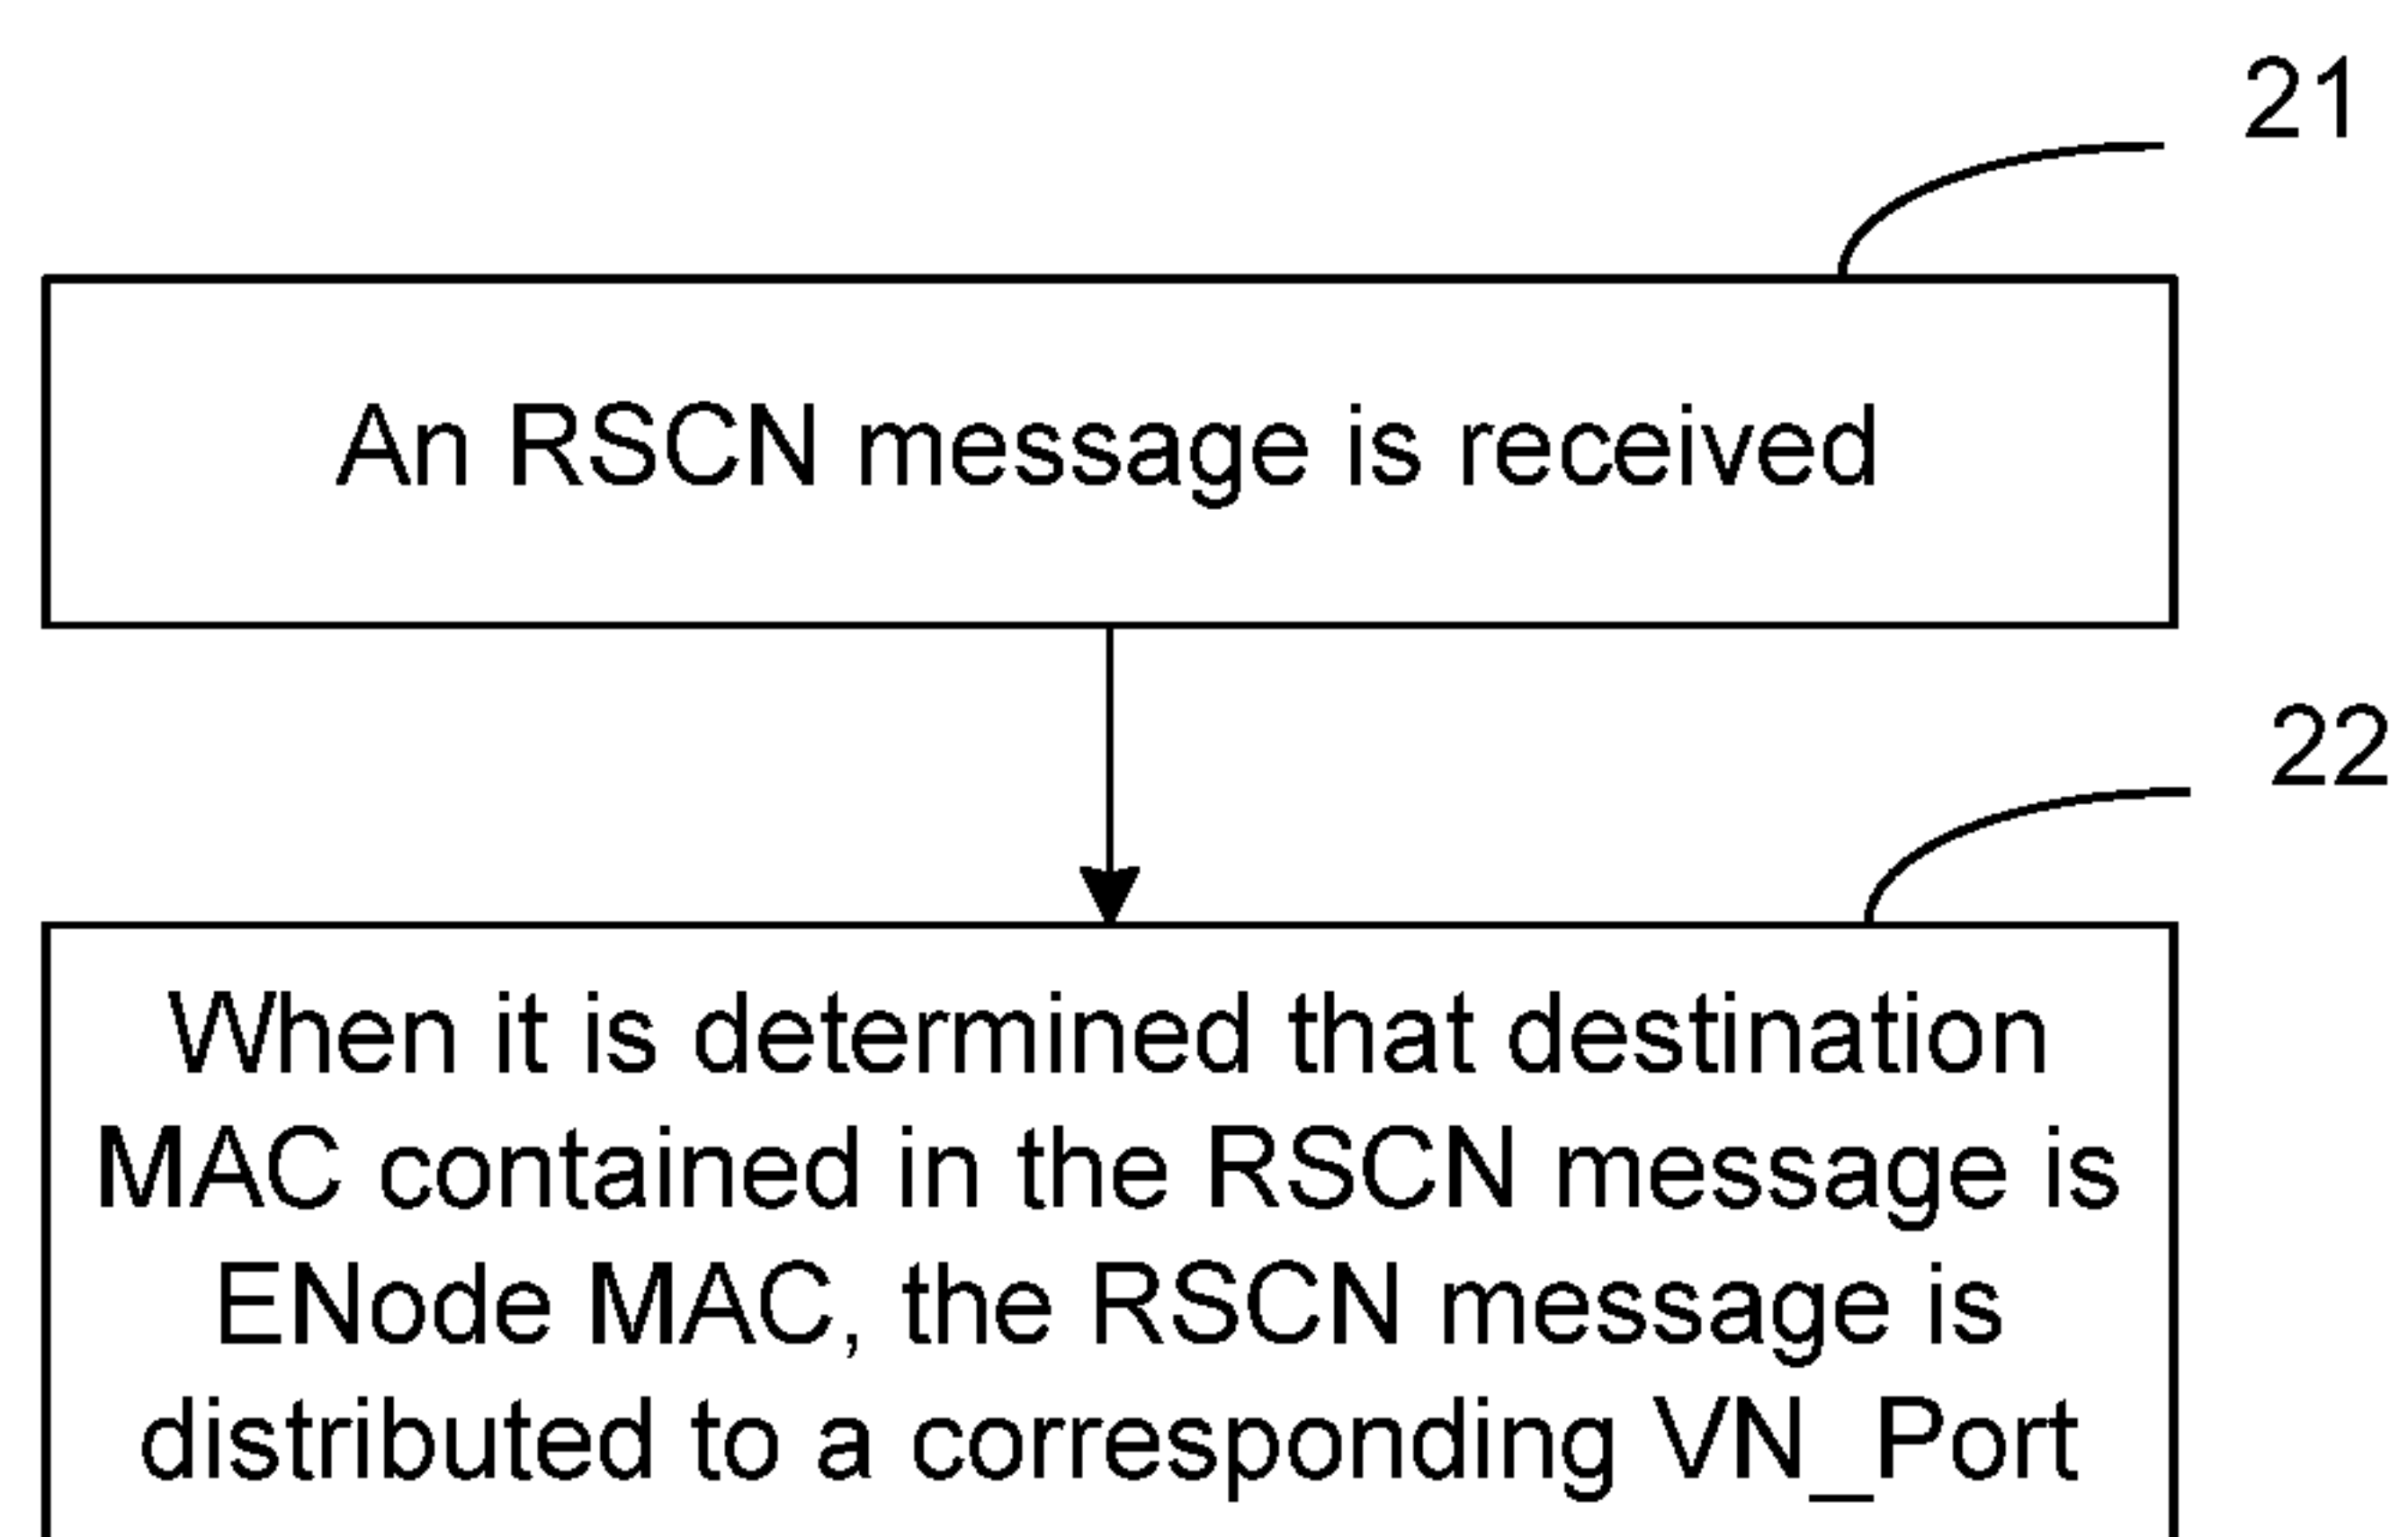 21
An RSCN message is received
22
When it is determined that destination
MAC contained in the RSCN message is
ENode MAC, the RSCN message is
distributed to a corresponding VN_Port